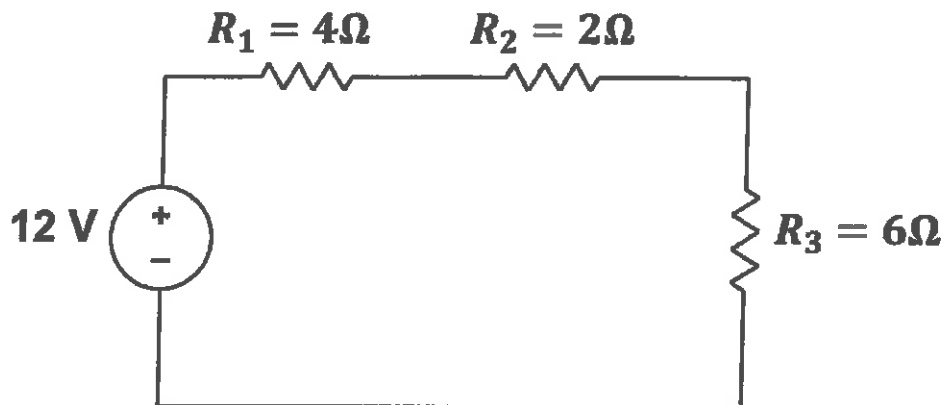 R₁ = 4Ω
R₂ = 2Ω
12 V
+
−
R₃ = 6Ω